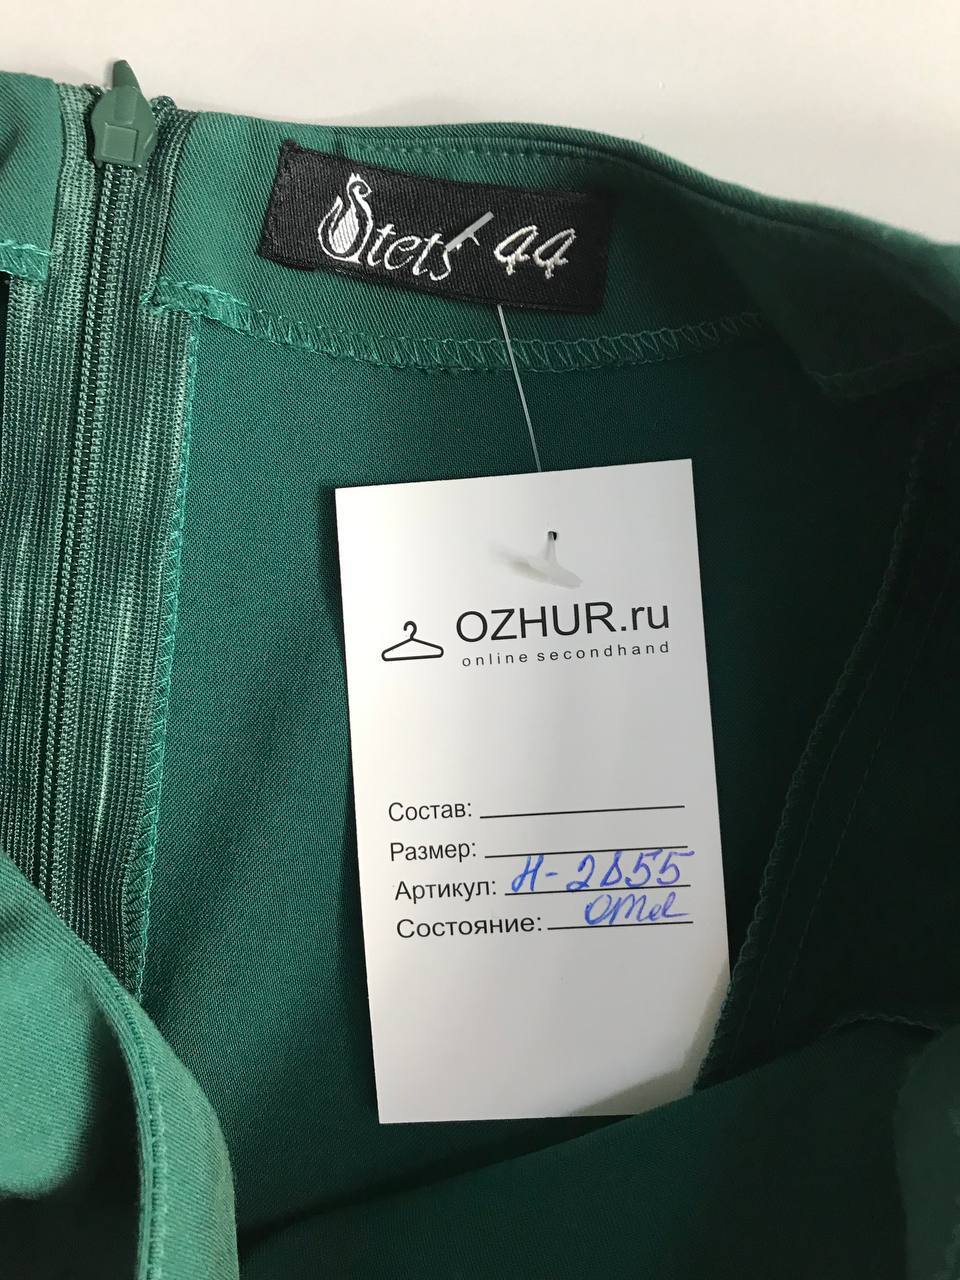 Stets 44
OZHUR.ru
online secondhand
Состав:
Размер:
Артикул: Н-2855
Состояние: отл